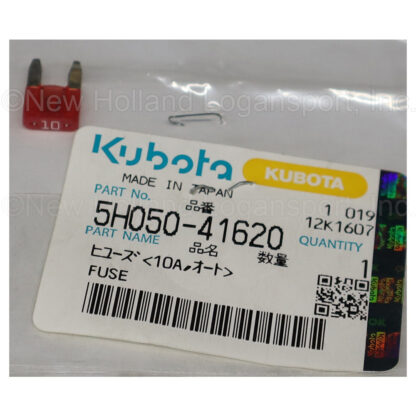 ©New Holland Logansport, Inc.
10
Kubota
KUBOTA
MADE IN JAPAN
PART No.
品番
1 019
12K1607
5H050-41620
PART NAME
品名
数量
QUANTITY
ヒユーズ<10A,オート>
1
FUSE